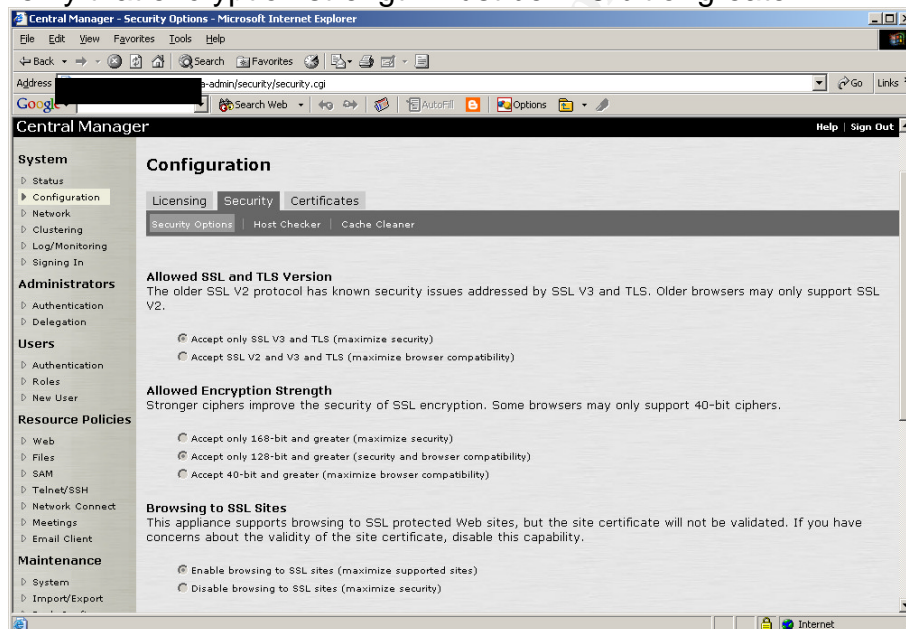 Central Manager - Security Options - Microsoft Internet Explorer
File Edit View Favorites Tools Help
Back Search Favorites
Address a-admin/security/security.cgi Go Links
Google Search Web AutoFill Options
Central Manager Help | Sign Out
System
Status
Configuration
Network
Clustering
Log/Monitoring
Signing In
Administrators
Authentication
Delegation
Users
Authentication
Roles
New User
Resource Policies
Web
Files
SAM
Telnet/SSH
Network Connect
Meetings
Email Client
Maintenance
System
Import/Export
Configuration
Licensing Security Certificates
Security Options | Host Checker | Cache Cleaner
Allowed SSL and TLS Version
The older SSL V2 protocol has known security issues addressed by SSL V3 and TLS. Older browsers may only support SSL
V2.
Accept only SSL V3 and TLS (maximize security)
Accept SSL V2 and V3 and TLS (maximize browser compatibility)
Allowed Encryption Strength
Stronger ciphers improve the security of SSL encryption. Some browsers may only support 40-bit ciphers.
Accept only 168-bit and greater (maximize security)
Accept only 128-bit and greater (security and browser compatibility)
Accept 40-bit and greater (maximize browser compatibility)
Browsing to SSL Sites
This appliance supports browsing to SSL protected Web sites, but the site certificate will not be validated. If you have
concerns about the validity of the site certificate, disable this capability.
Enable browsing to SSL sites (maximize supported sites)
Disable browsing to SSL sites (maximize security)
Internet